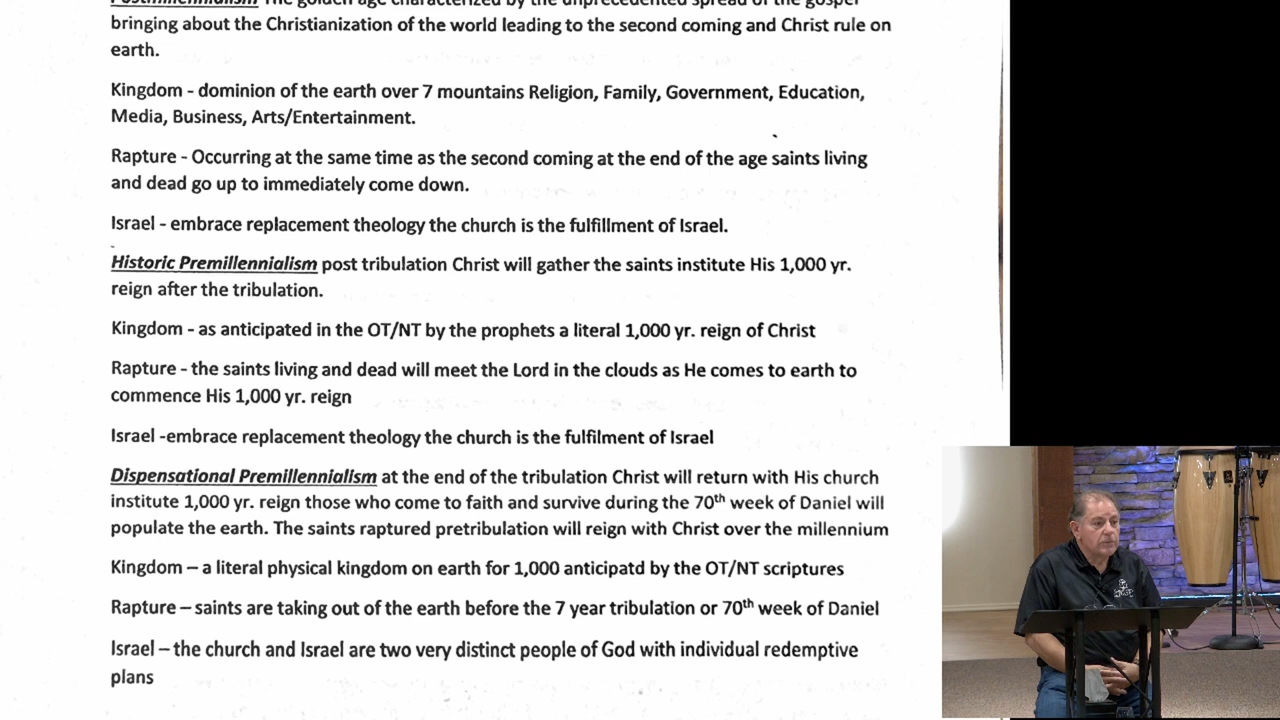 Postmillennialism The golden age characterized by the unprecedented spread of the gospel
bringing about the Christianization of the world leading to the second coming and Christ rule on
earth.
Kingdom - dominion of the earth over 7 mountains Religion, Family, Government, Education,
Media, Business, Arts/Entertainment.
Rapture - Occurring at the same time as the second coming at the end of the age saints living
and dead go up to immediately come down.
Israel - embrace replacement theology the church is the fulfillment of Israel.
Historic Premillennialism post tribulation Christ will gather the saints institute His 1,000 yr.
reign after the tribulation.
Kingdom - as anticipated in the OT/NT by the prophets a literal 1,000 yr. reign of Christ
Rapture - the saints living and dead will meet the Lord in the clouds as He comes to earth to
commence His 1,000 yr. reign
Israel -embrace replacement theology the church is the fulfilment of Israel
Dispensational Premillennialism at the end of the tribulation Christ will return with His church
institute 1,000 yr. reign those who come to faith and survive during the 70th week of Daniel will
populate the earth. The saints raptured pretribulation will reign with Christ over the millennium
Kingdom – a literal physical kingdom on earth for 1,000 anticipatd by the OT/NT scriptures
Rapture – saints are taking out of the earth before the 7 year tribulation or 70th week of Daniel
Israel – the church and Israel are two very distinct people of God with individual redemptive
plans